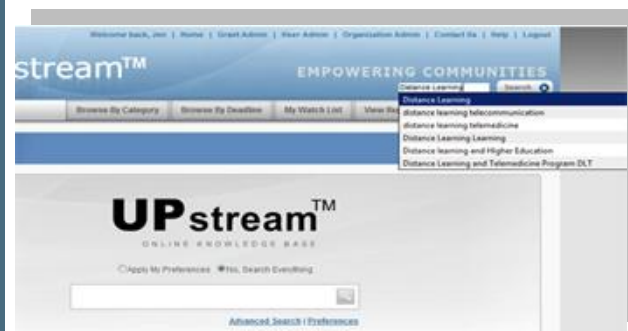 Welcome back, Jen | Home | Grant Admin | User Admin | Organization Admin | Contact Us | Help | Logout
stream™
EMPOWERING COMMUNITIES
Distance Learning Search
Distance Learning
distance learning telecommunication
distance learning telemedicine
Distance Learning Learning
Distance learning and Higher Education
Distance Learning and Telemedicine Program DLT
Browse By Category Browse By Deadline My Watch List View Re
UPstream™
ONLINE KNOWLEDGE BASE
Apply My Preferences No, Search Everything
Advanced Search | Preferences